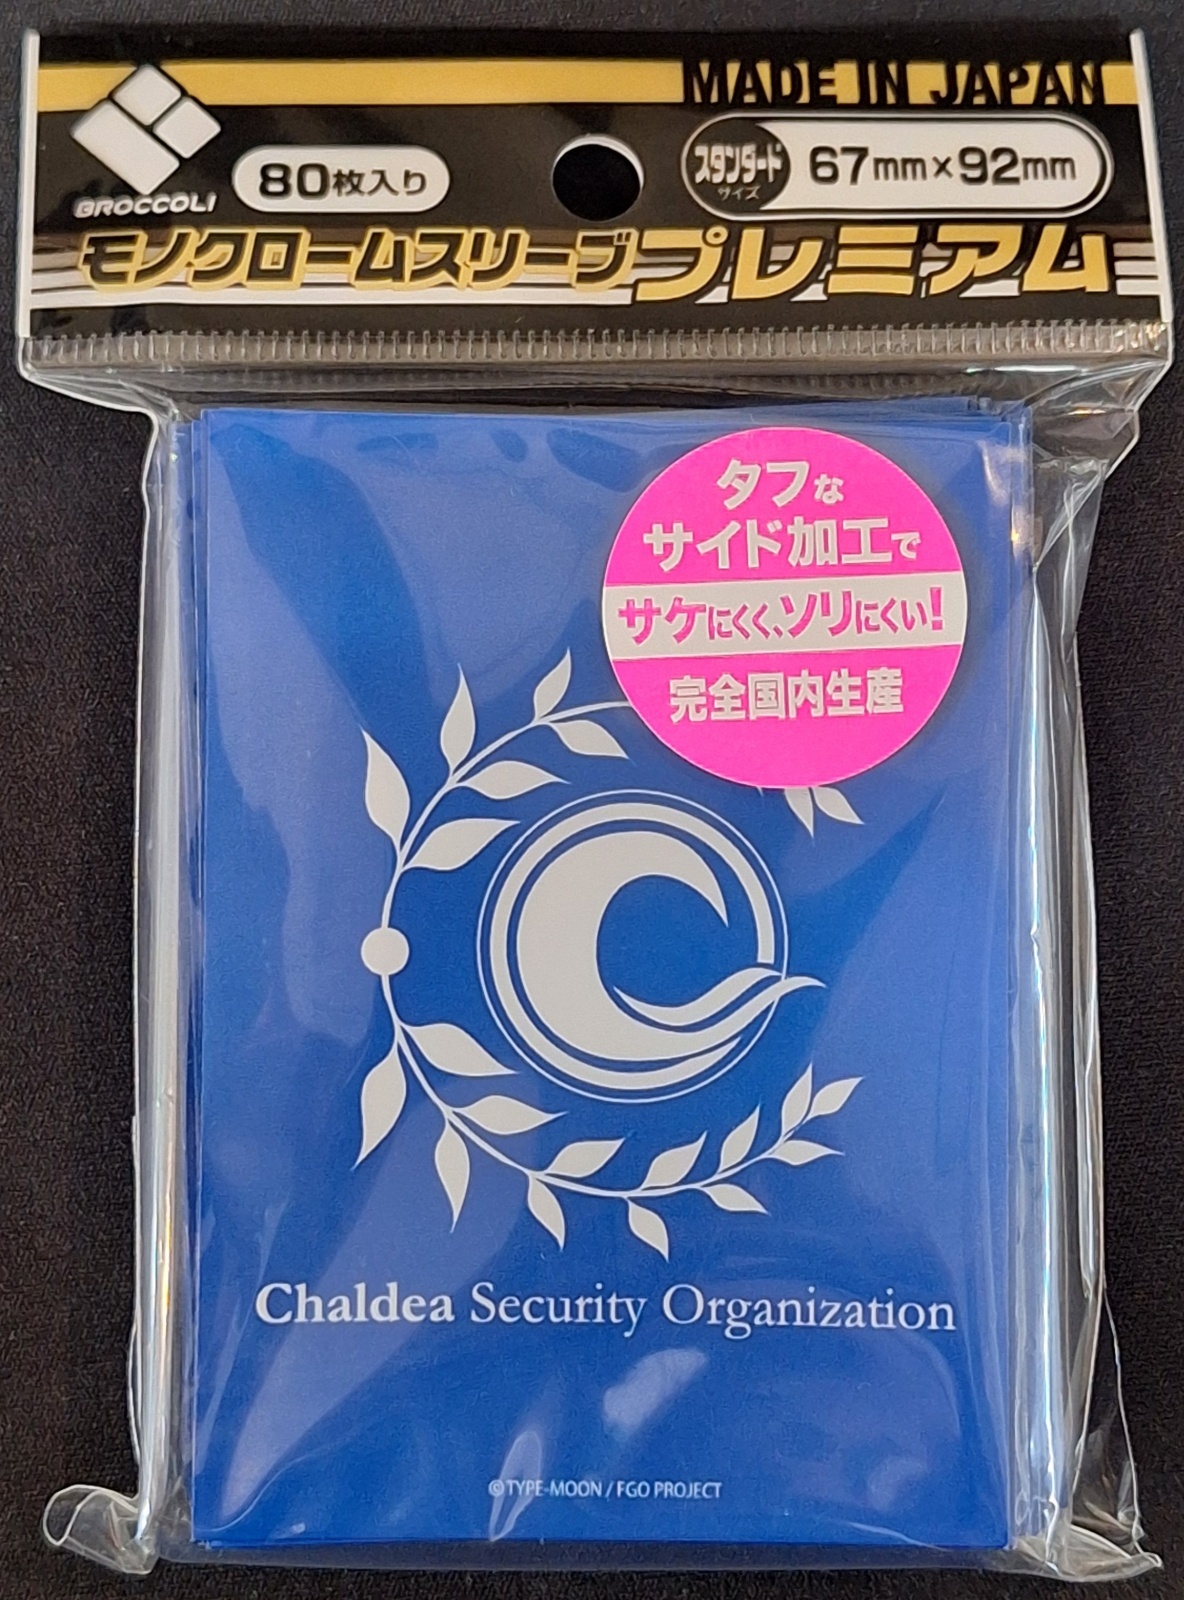 MADE IN JAPAN
BROCCOLI
80枚入り
スタンダード
サイズ
67mm×92mm
モノクロームスリーブプレミアム
タフな
サイド加工で
サケにくく、ソリにくい!
完全国内生産
Chaldea Security Organization
©TYPE-MOON / FGO PROJECT